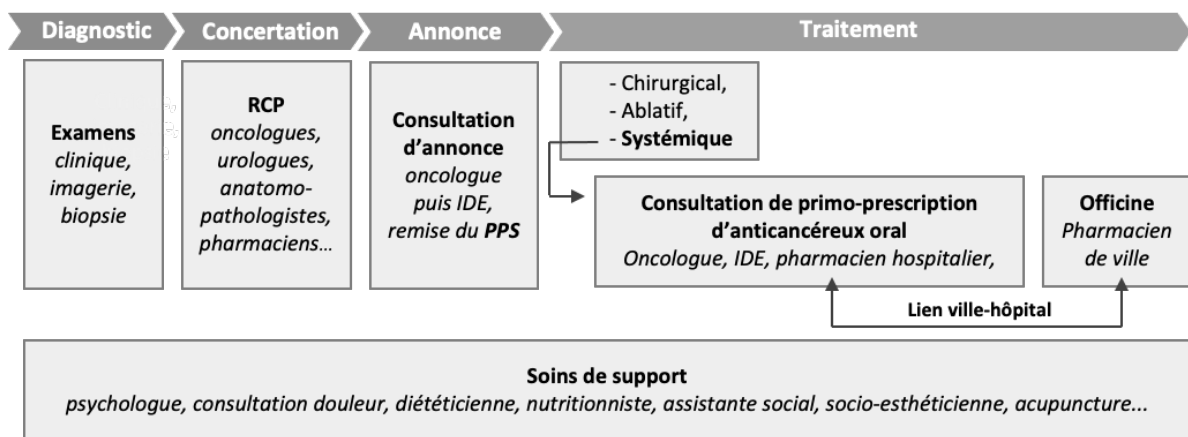 Diagnostic
Concertation
Annonce
Traitement
Examens
clinique,
imagerie,
biopsie
RCP
oncologues,
urologues,
anatomo-
pathologistes,
pharmaciens…
Consultation
d’annonce
oncologue
puis IDE,
remise du PPS
- Chirurgical,
- Ablatif,
- Systémique
Consultation de primo-prescription
d’anticancéreux oral
Oncologue, IDE, pharmacien hospitalier,
Officine
Pharmacien
de ville
Lien ville-hôpital
Soins de support
psychologue, consultation douleur, diététicienne, nutritionniste, assistante social, socio-esthéticienne, acupuncture...